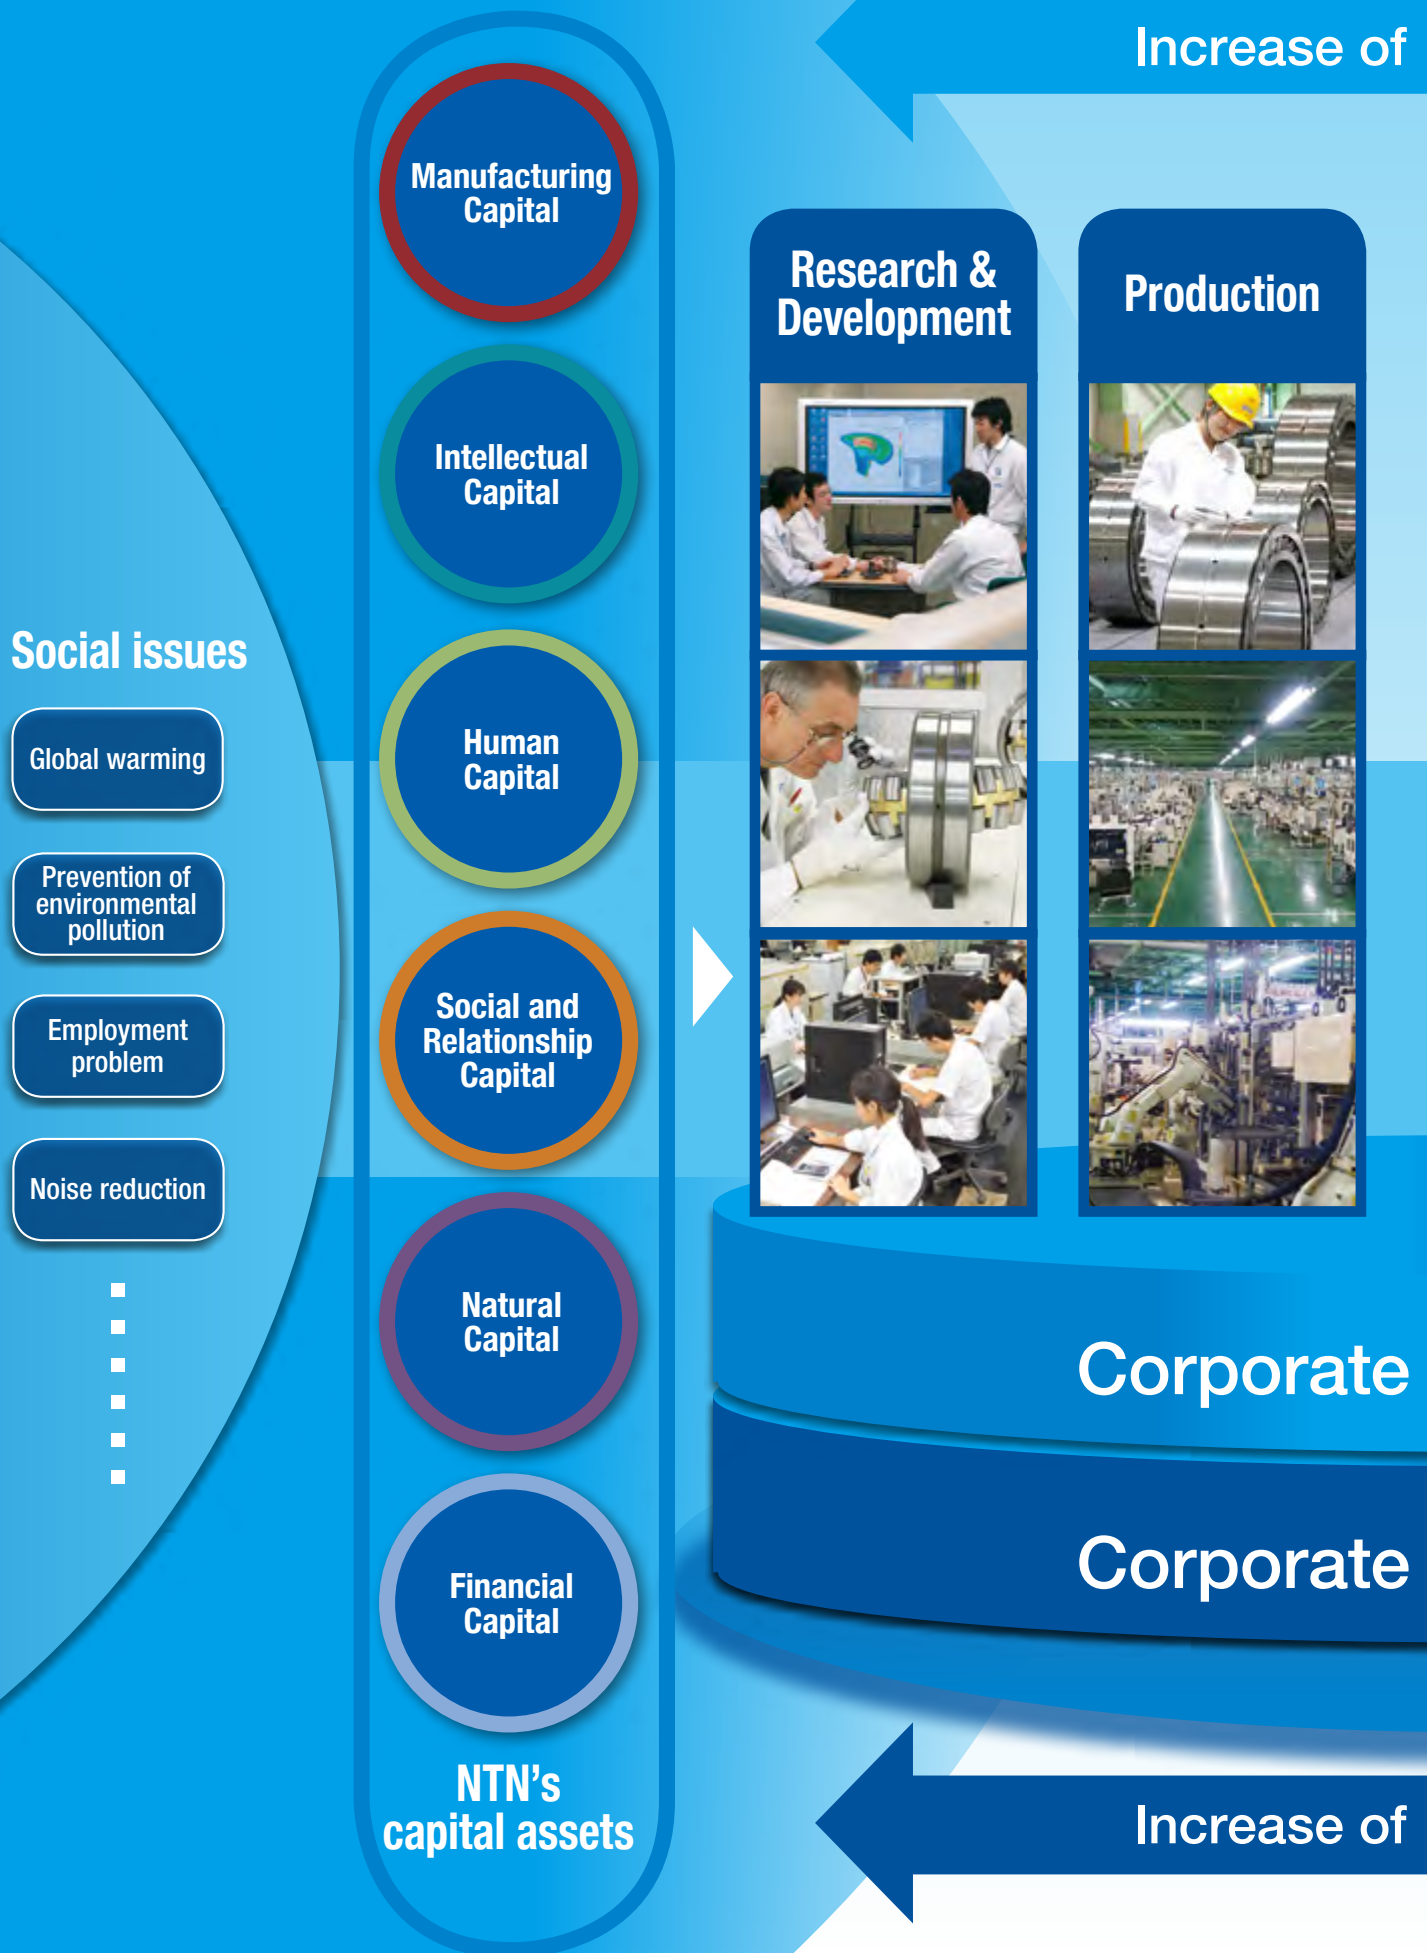 Increase of
Manufacturing
Capital
Intellectual
Capital
Human
Capital
Social and
Relationship
Capital
Natural
Capital
Financial
Capital
NTN's
capital assets
Social issues
Global warming
Prevention of
environmental
pollution
Employment
problem
Noise reduction
Research &
Development
Production
Corporate
Corporate
Increase of